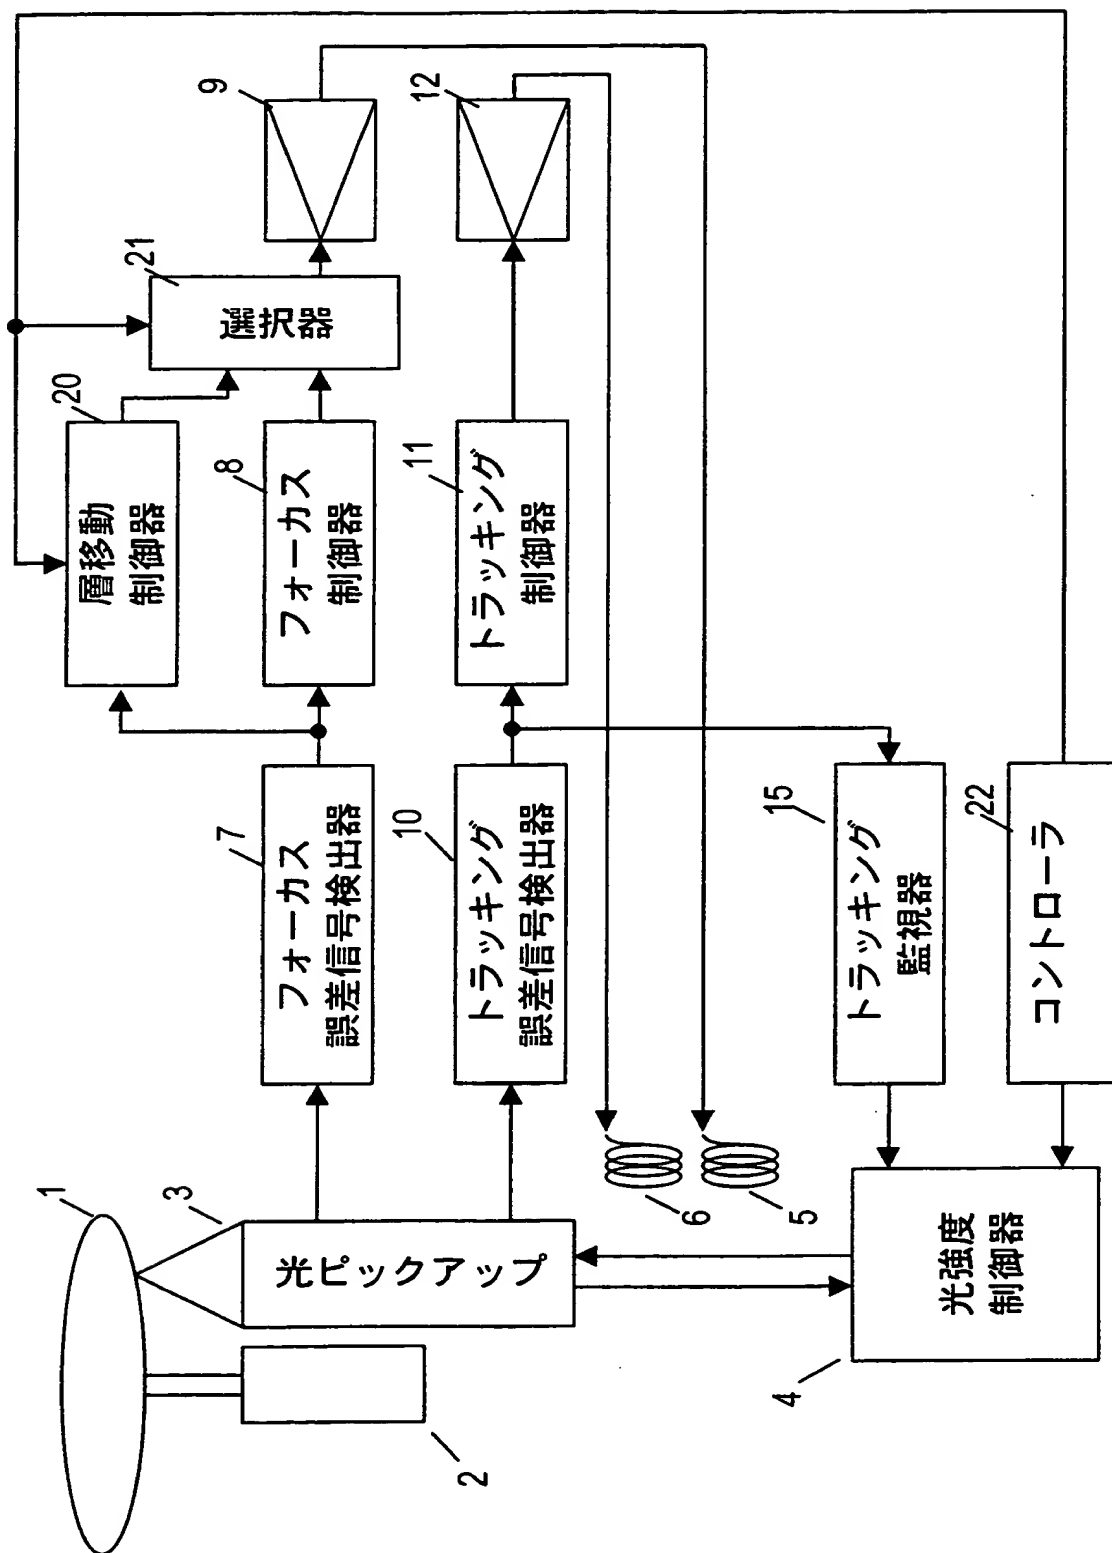 1
2
3
光ピックアップ
4
光強度
制御器
5
6
7
フォーカス
誤差信号検出器
10
トラッキング
誤差信号検出器
15
トラッキング
監視器
22
コントローラ
20
層移動
制御器
8
フォーカス
制御器
11
トラッキング
制御器
21
選択器
9
12